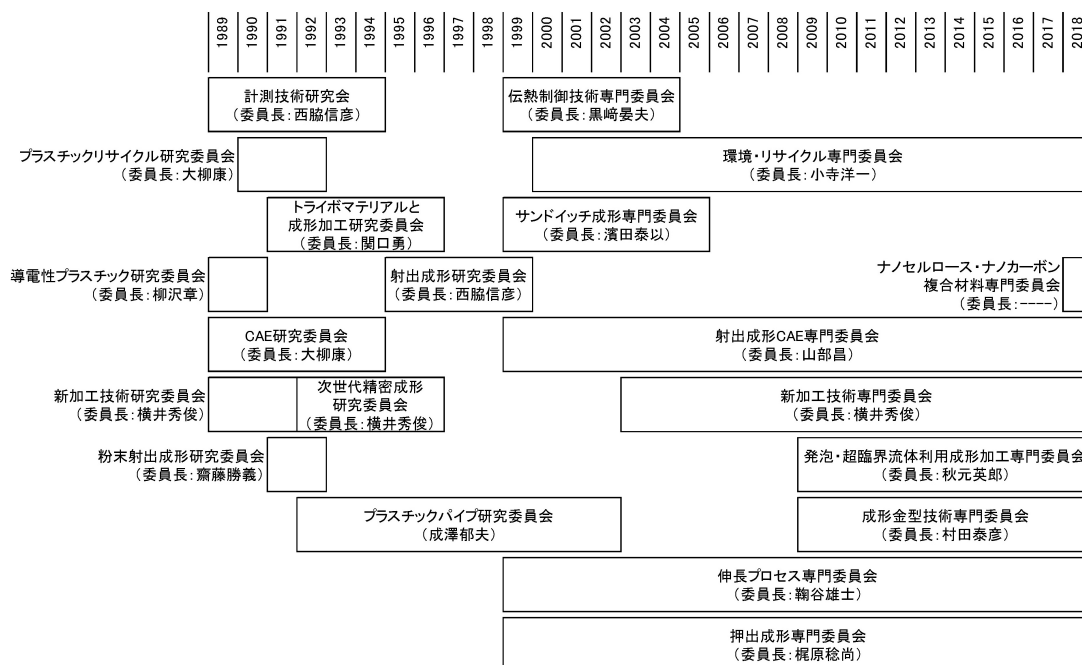 1989 1990 1991 1992 1993 1994 1995 1996 1997 1998 1999 2000 2001 2002 2003 2004 2005 2006 2007 2008 2009 2010 2011 2012 2013 2014 2015 2016 2017 2018
計測技術研究会
（委員長：西脇信彦）
伝熱制御技術専門委員会
（委員長：黒﨑晏夫）
プラスチックリサイクル研究委員会
（委員長：大柳康）
環境・リサイクル専門委員会
（委員長：小寺洋一）
トライボマテリアルと
成形加工研究委員会
（委員長：関口勇）
サンドイッチ成形専門委員会
（委員長：濱田泰以）
導電性プラスチック研究委員会
（委員長：柳沢章）
射出成形研究委員会
（委員長：西脇信彦）
ナノセルロース・ナノカーボン
複合材料専門委員会
（委員長：----）
CAE研究委員会
（委員長：大柳康）
射出成形CAE専門委員会
（委員長：山部昌）
新加工技術研究委員会
（委員長：横井秀俊）
次世代精密成形
研究委員会
（委員長：横井秀俊）
新加工技術専門委員会
（委員長：横井秀俊）
粉末射出成形研究委員会
（委員長：齋藤勝義）
発泡・超臨界流体利用成形加工専門委員会
（委員長：秋元英郎）
プラスチックパイプ研究委員会
（成澤郁夫）
成形金型技術専門委員会
（委員長：村田泰彦）
伸長プロセス専門委員会
（委員長：鞠谷雄士）
押出成形専門委員会
（委員長：梶原稔尚）